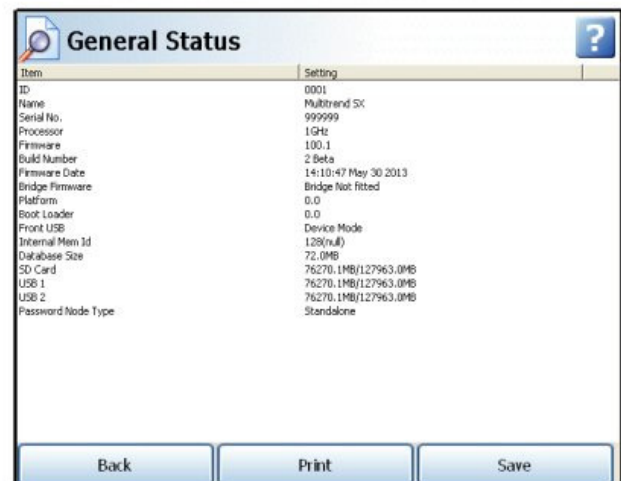 General Status
?
Item Setting
ID 0001
Name Multitrend SX
Serial No. 999999
Processor 1GHz
Firmware 100.1
Build Number 2 Beta
Firmware Date 14:10:47 May 30 2013
Bridge Firmware Bridge Not fitted
Platform 0.0
Boot Loader 0.0
Front USB Device Mode
Internal Mem Id 128(null)
Database Size 72.0MB
SD Card 76270.1MB/127963.0MB
USB 1 76270.1MB/127963.0MB
USB 2 76270.1MB/127963.0MB
Password Node Type Standalone
Back Print Save